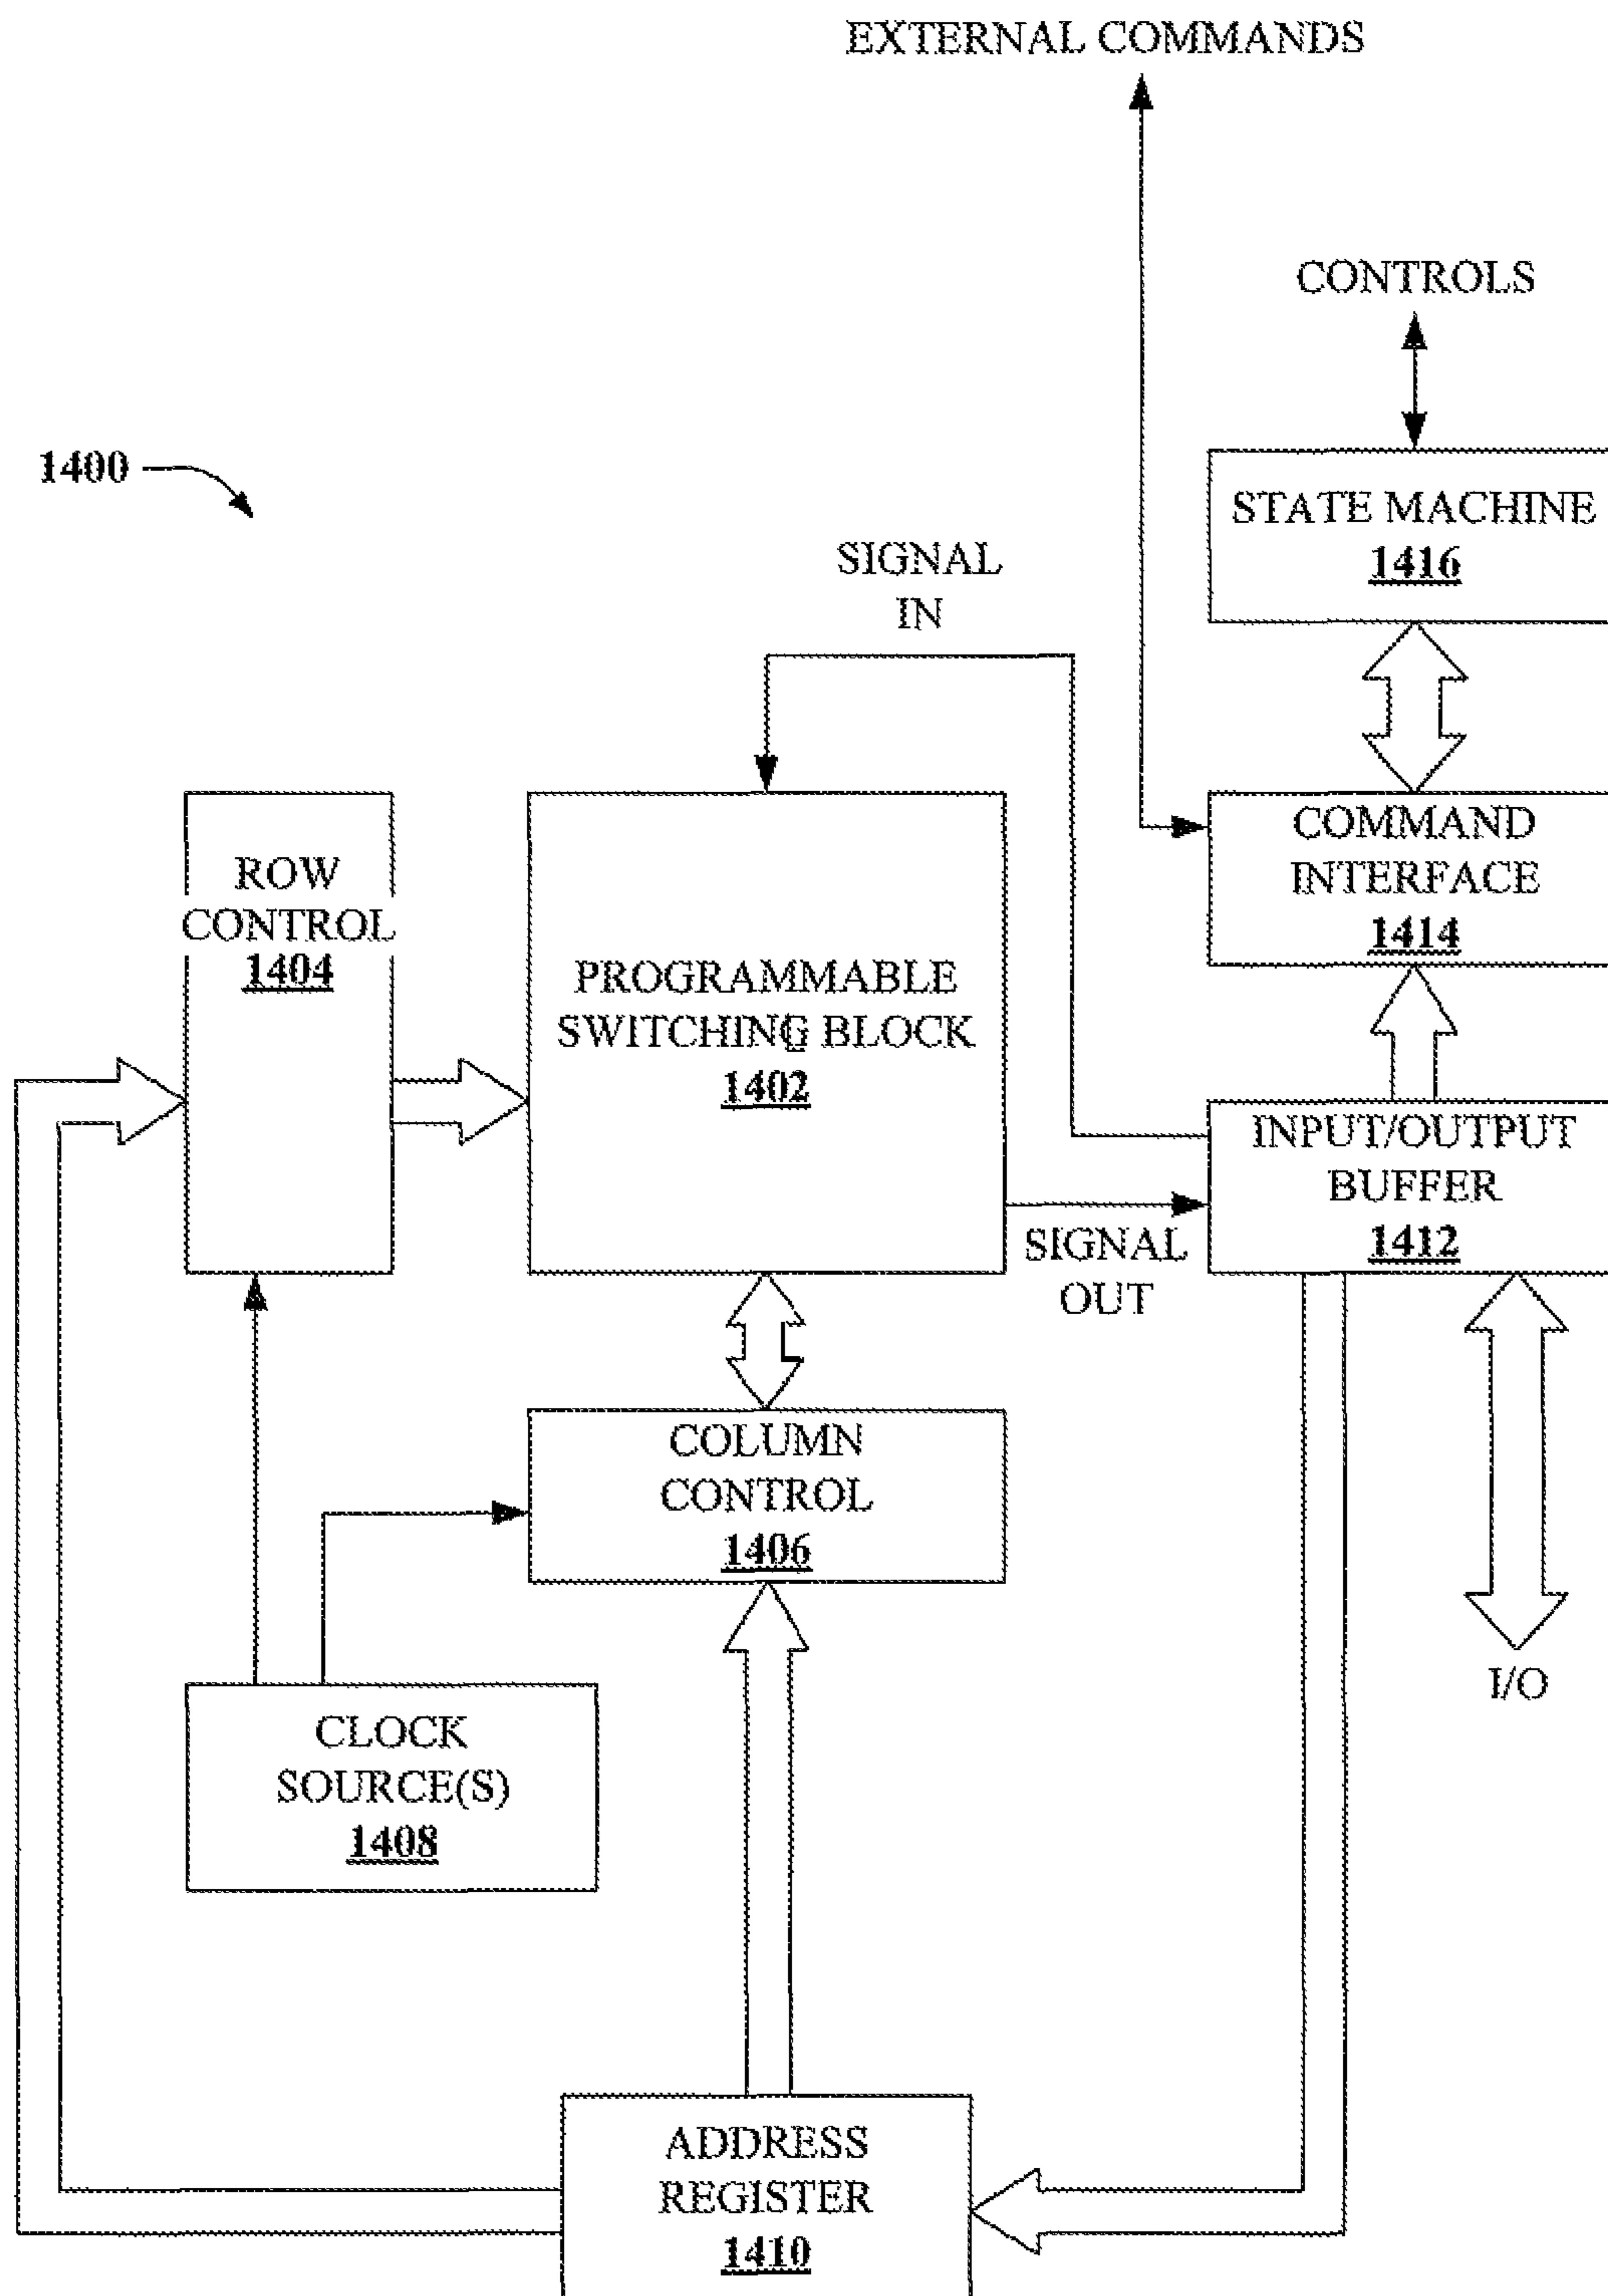 EXTERNAL COMMANDS
CONTROLS
1400
STATE MACHINE
1416
SIGNAL
IN
COMMAND
INTERFACE
1414
ROW
CONTROL
1404
PROGRAMMABLE
SWITCHING BLOCK
1402
INPUT/OUTPUT
BUFFER
1412
SIGNAL
OUT
COLUMN
CONTROL
1406
I/O
CLOCK
SOURCE(S)
1408
ADDRESS
REGISTER
1410